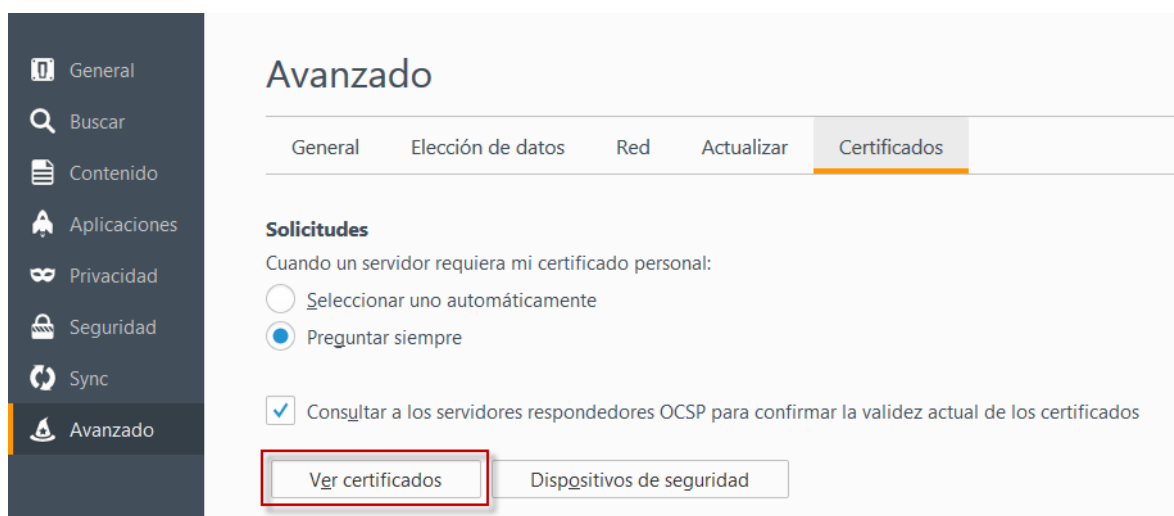 General
Buscar
Contenido
Aplicaciones
Privacidad
Seguridad
Sync
Avanzado
Avanzado
General Elección de datos Red Actualizar Certificados
Solicitudes
Cuando un servidor requiera mi certificado personal:
Seleccionar uno automáticamente
Preguntar siempre
Consultar a los servidores respondedores OCSP para confirmar la validez actual de los certificados
Ver certificados Dispositivos de seguridad